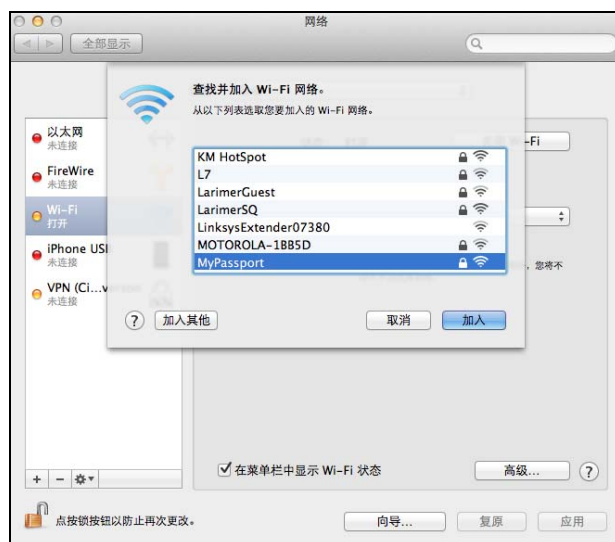 网络
全部显示
查找并加入 Wi-Fi 网络。
从以下列表选取您要加入的 Wi-Fi 网络。
以太网
未连接
FireWire
未连接
Wi-Fi
打开
iPhone USB
未连接
VPN (Ci...v
未连接
-Fi
KM HotSpot
L7
LarimerGuest
LarimerSQ
LinksysExtender07380
MOTOROLA-1BB5D
MyPassport
，您将不
? 加入其他 取消 加入
在菜单栏中显示 Wi-Fi 状态 高级... ?
+ −
点按锁按钮以防止再次更改。 向导... 复原 应用